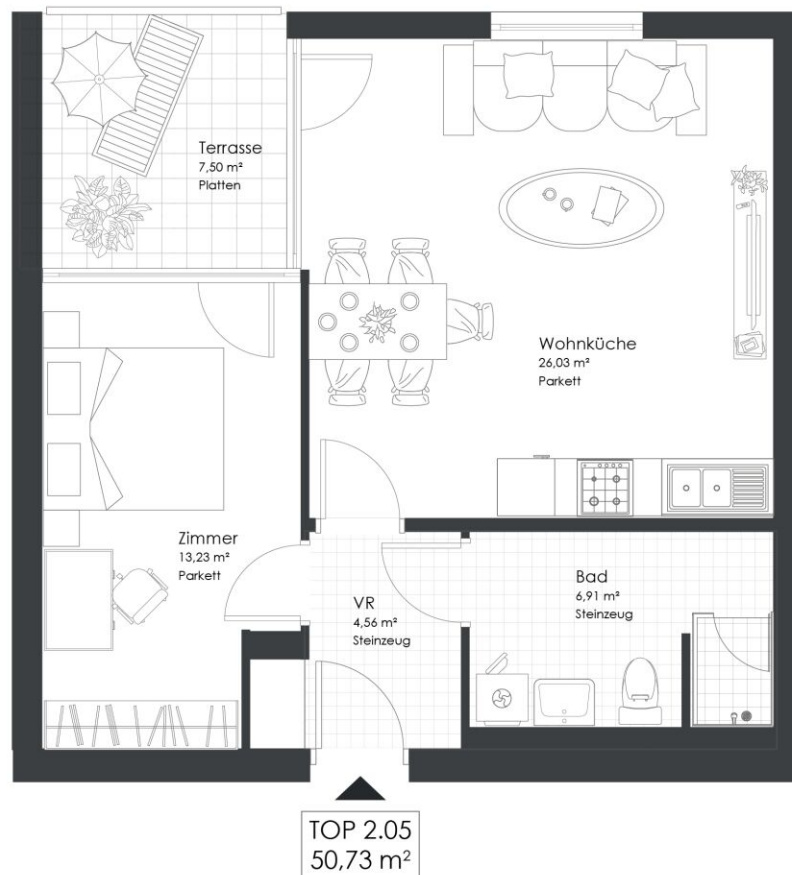 Terrasse
7,50 m²
Platten
Wohnküche
26,03 m²
Parkett
Zimmer
13,23 m²
Parkett
VR
4,56 m²
Steinzeug
Bad
6,91 m²
Steinzeug
TOP 2.05
50,73 m²